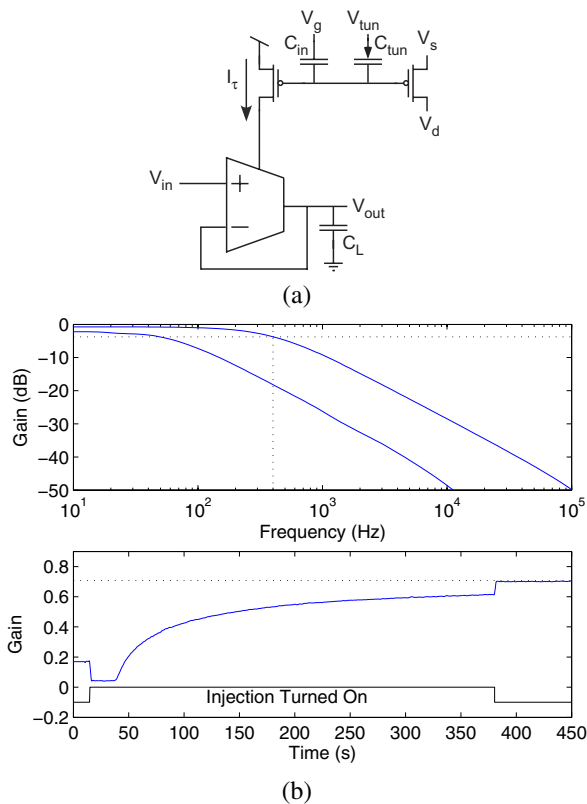 V_g V_tun
C_in C_tun V_s
I_τ
V_d
V_in + V_out
−
C_L
(a)
0
−10
−20
−30
−40
−50
Gain (dB)
10^1 10^2 10^3 10^4 10^5
Frequency (Hz)
0.8
0.6
0.4
0.2
0
−0.2
Gain
Injection Turned On
0 50 100 150 200 250 300 350 400 450
Time (s)
(b)